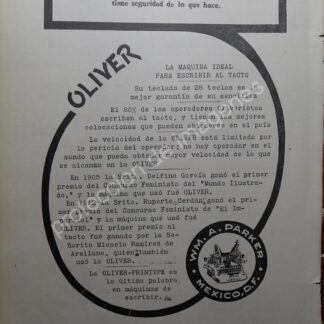 tiene seguridad de lo que hace.
OLIVER
LA MAQUINA IDEAL
PARA ESCRIBIR AL TACTO
Su teclado de 28 teclas es la
mejor garantía de su sencillez
El 80% de los operadores Oliveristas
escriben al tacto, y tienen las mejores
colocaciones que pueden obtenerse en el país
La velocidad de la OLIVER está limitada por
la pericia del operador; no hay operador en el
mundo que pueda obtener mayor velocidad de la que
se alcanza en la OLIVER.
En 1905 la Srta. Delfina García ganó el primer
premio del Concurso Feminista del "Mundo Ilustra-
do," y la máquina que usó fué OLIVER.
En la Srita. Ruperta Cerdán ganó el pri-
mer premio del Concurso Feminista de "El Im-
y la máquina que usó fué
OLIVER. El primer premio al
tacto fué ganado por la Se-
ñorita Micaela Ramírez de
Arellano, quien también
usó la OLIVER.
La OLIVER-PRINTYPE es
la última palabra
en máquinas de
escribir.
WM. A. PARKER
MEXICO, D.F.